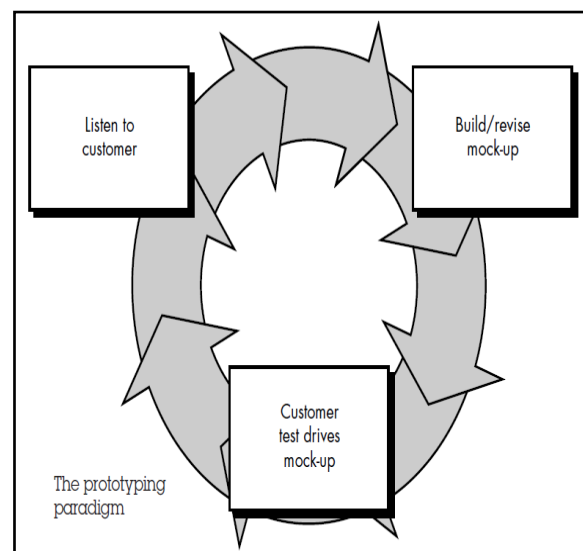 Listen to
customer
Build/revise
mock-up
Customer
test drives
mock-up
The prototyping
paradigm